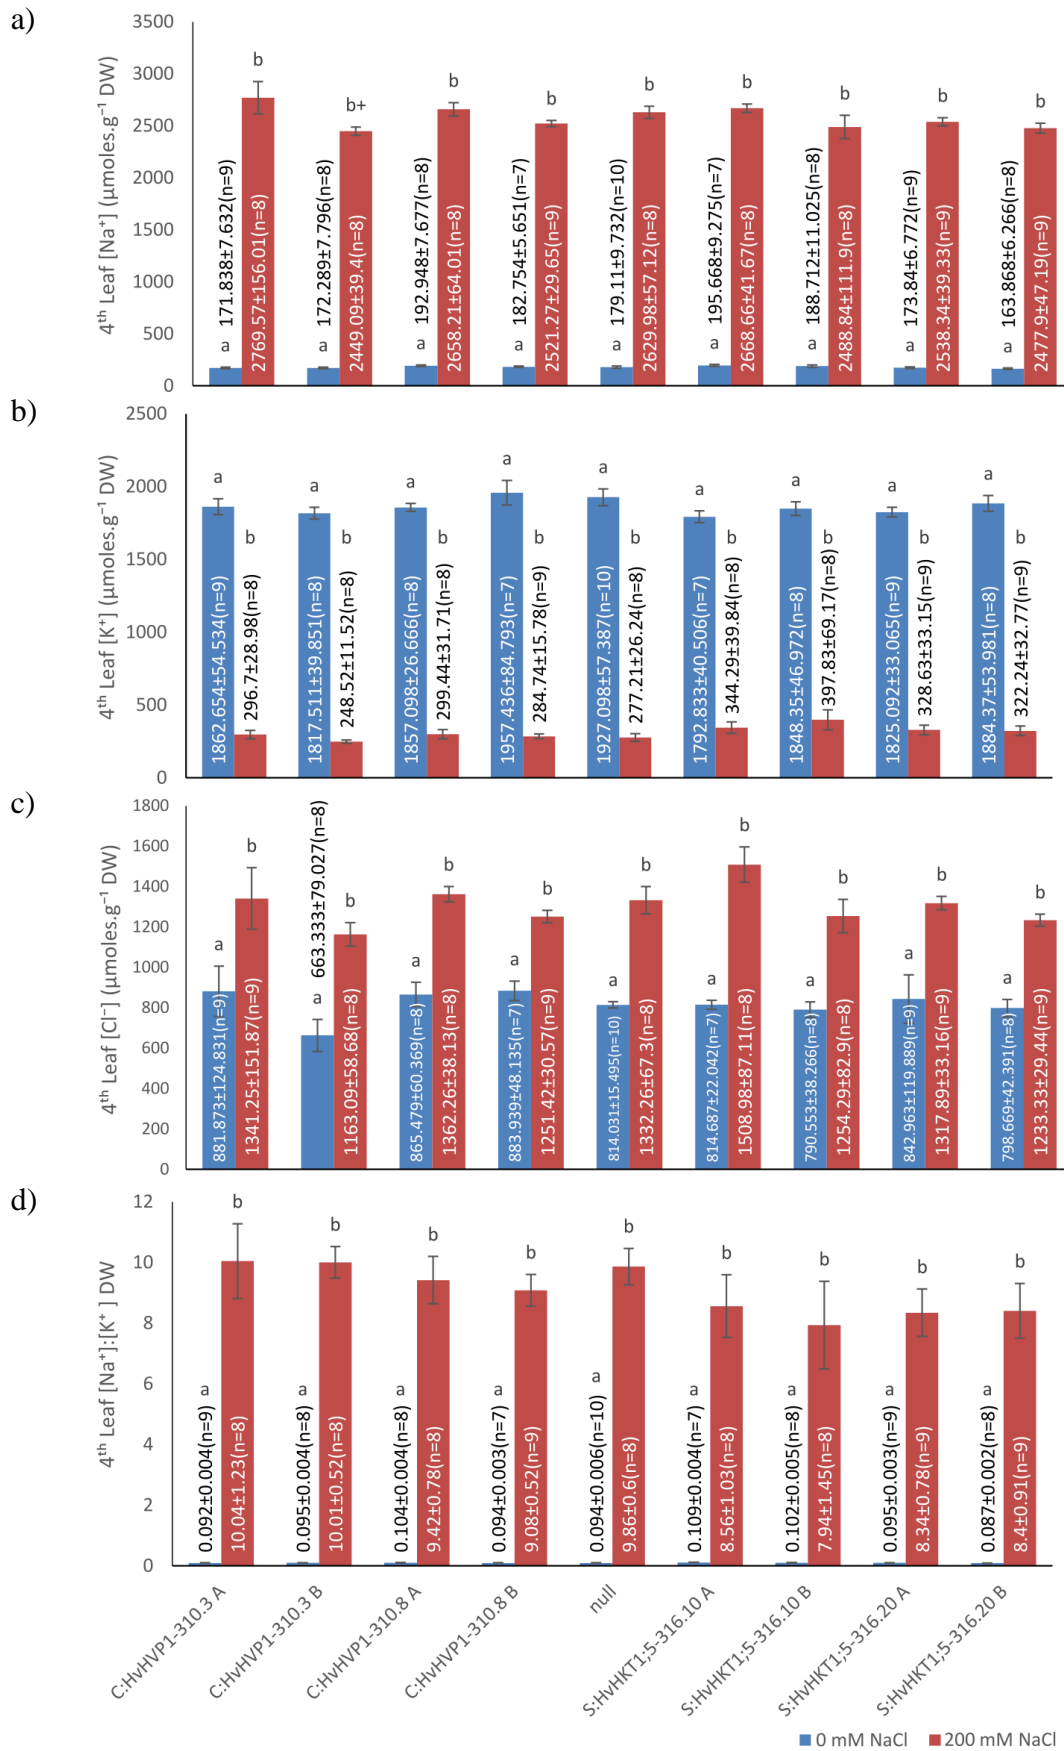 a)
4th Leaf [Na⁺] (µmoles.g⁻¹ DW)
3500
3000
2500
2000
1500
1000
500
0
a
171.838±7.632(n=9)
b
2769.57±156.01(n=8)
a
172.289±7.796(n=8)
b+
2449.09±39.4(n=8)
a
192.948±7.677(n=8)
b
2658.21±64.01(n=8)
a
182.754±5.651(n=7)
b
2521.27±29.65(n=9)
a
179.11±9.732(n=10)
b
2629.98±57.12(n=8)
a
195.668±9.275(n=7)
b
2668.66±41.67(n=8)
a
188.712±11.025(n=8)
b
2488.84±111.9(n=8)
a
173.84±6.772(n=9)
b
2538.34±39.33(n=9)
a
163.868±6.266(n=8)
b
2477.9±47.19(n=9)
b)
4th Leaf [K⁺] (µmoles.g⁻¹ DW)
2500
2000
1500
1000
500
0
a
1862.654±54.534(n=9)
b
296.7±28.98(n=8)
a
1817.511±39.851(n=8)
b
248.52±11.52(n=8)
a
1857.098±26.666(n=8)
b
299.44±31.71(n=8)
a
1957.436±84.793(n=7)
b
284.74±15.78(n=9)
a
1927.098±57.387(n=10)
b
277.21±26.24(n=8)
a
1792.833±40.506(n=7)
b
344.29±39.84(n=8)
a
1848.35±46.972(n=8)
b
397.83±69.17(n=8)
a
1825.092±33.065(n=9)
b
328.63±33.15(n=9)
a
1884.37±53.981(n=8)
b
322.24±32.77(n=9)
c)
4th Leaf [Cl⁻] (µmoles.g⁻¹ DW)
1800
1600
1400
1200
1000
800
600
400
200
0
a
881.873±124.831(n=9)
b
1341.25±151.87(n=9)
a
663.333±79.027(n=8)
b
1163.09±58.68(n=8)
a
865.479±60.369(n=8)
b
1362.26±38.13(n=8)
a
883.939±48.135(n=7)
b
1251.42±30.57(n=9)
a
814.031±15.495(n=10)
b
1332.26±67.3(n=8)
a
814.687±22.042(n=7)
b
1508.98±87.11(n=8)
a
790.553±38.266(n=8)
b
1254.29±82.9(n=8)
a
842.963±119.889(n=9)
b
1317.89±33.16(n=9)
a
798.669±42.391(n=8)
b
1233.33±29.44(n=9)
d)
4th Leaf [Na⁺]:[K⁺ ] DW
12
10
8
6
4
2
0
a
0.092±0.004(n=9)
b
10.04±1.23(n=8)
a
0.095±0.004(n=8)
b
10.01±0.52(n=8)
a
0.104±0.004(n=8)
b
9.42±0.78(n=8)
a
0.094±0.003(n=7)
b
9.08±0.52(n=9)
a
0.094±0.006(n=10)
b
9.86±0.6(n=8)
a
0.109±0.004(n=7)
b
8.56±1.03(n=8)
a
0.102±0.005(n=8)
b
7.94±1.45(n=8)
a
0.095±0.003(n=9)
b
8.34±0.78(n=9)
a
0.087±0.002(n=8)
b
8.4±0.91(n=9)
C:HvHVP1-310.3 A
C:HvHVP1-310.3 B
C:HvHVP1-310.8 A
C:HvHVP1-310.8 B
null
S:HvHKT1;5-316.10 A
S:HvHKT1;5-316.10 B
S:HvHKT1;5-316.20 A
S:HvHKT1;5-316.20 B
0 mM NaCl
200 mM NaCl